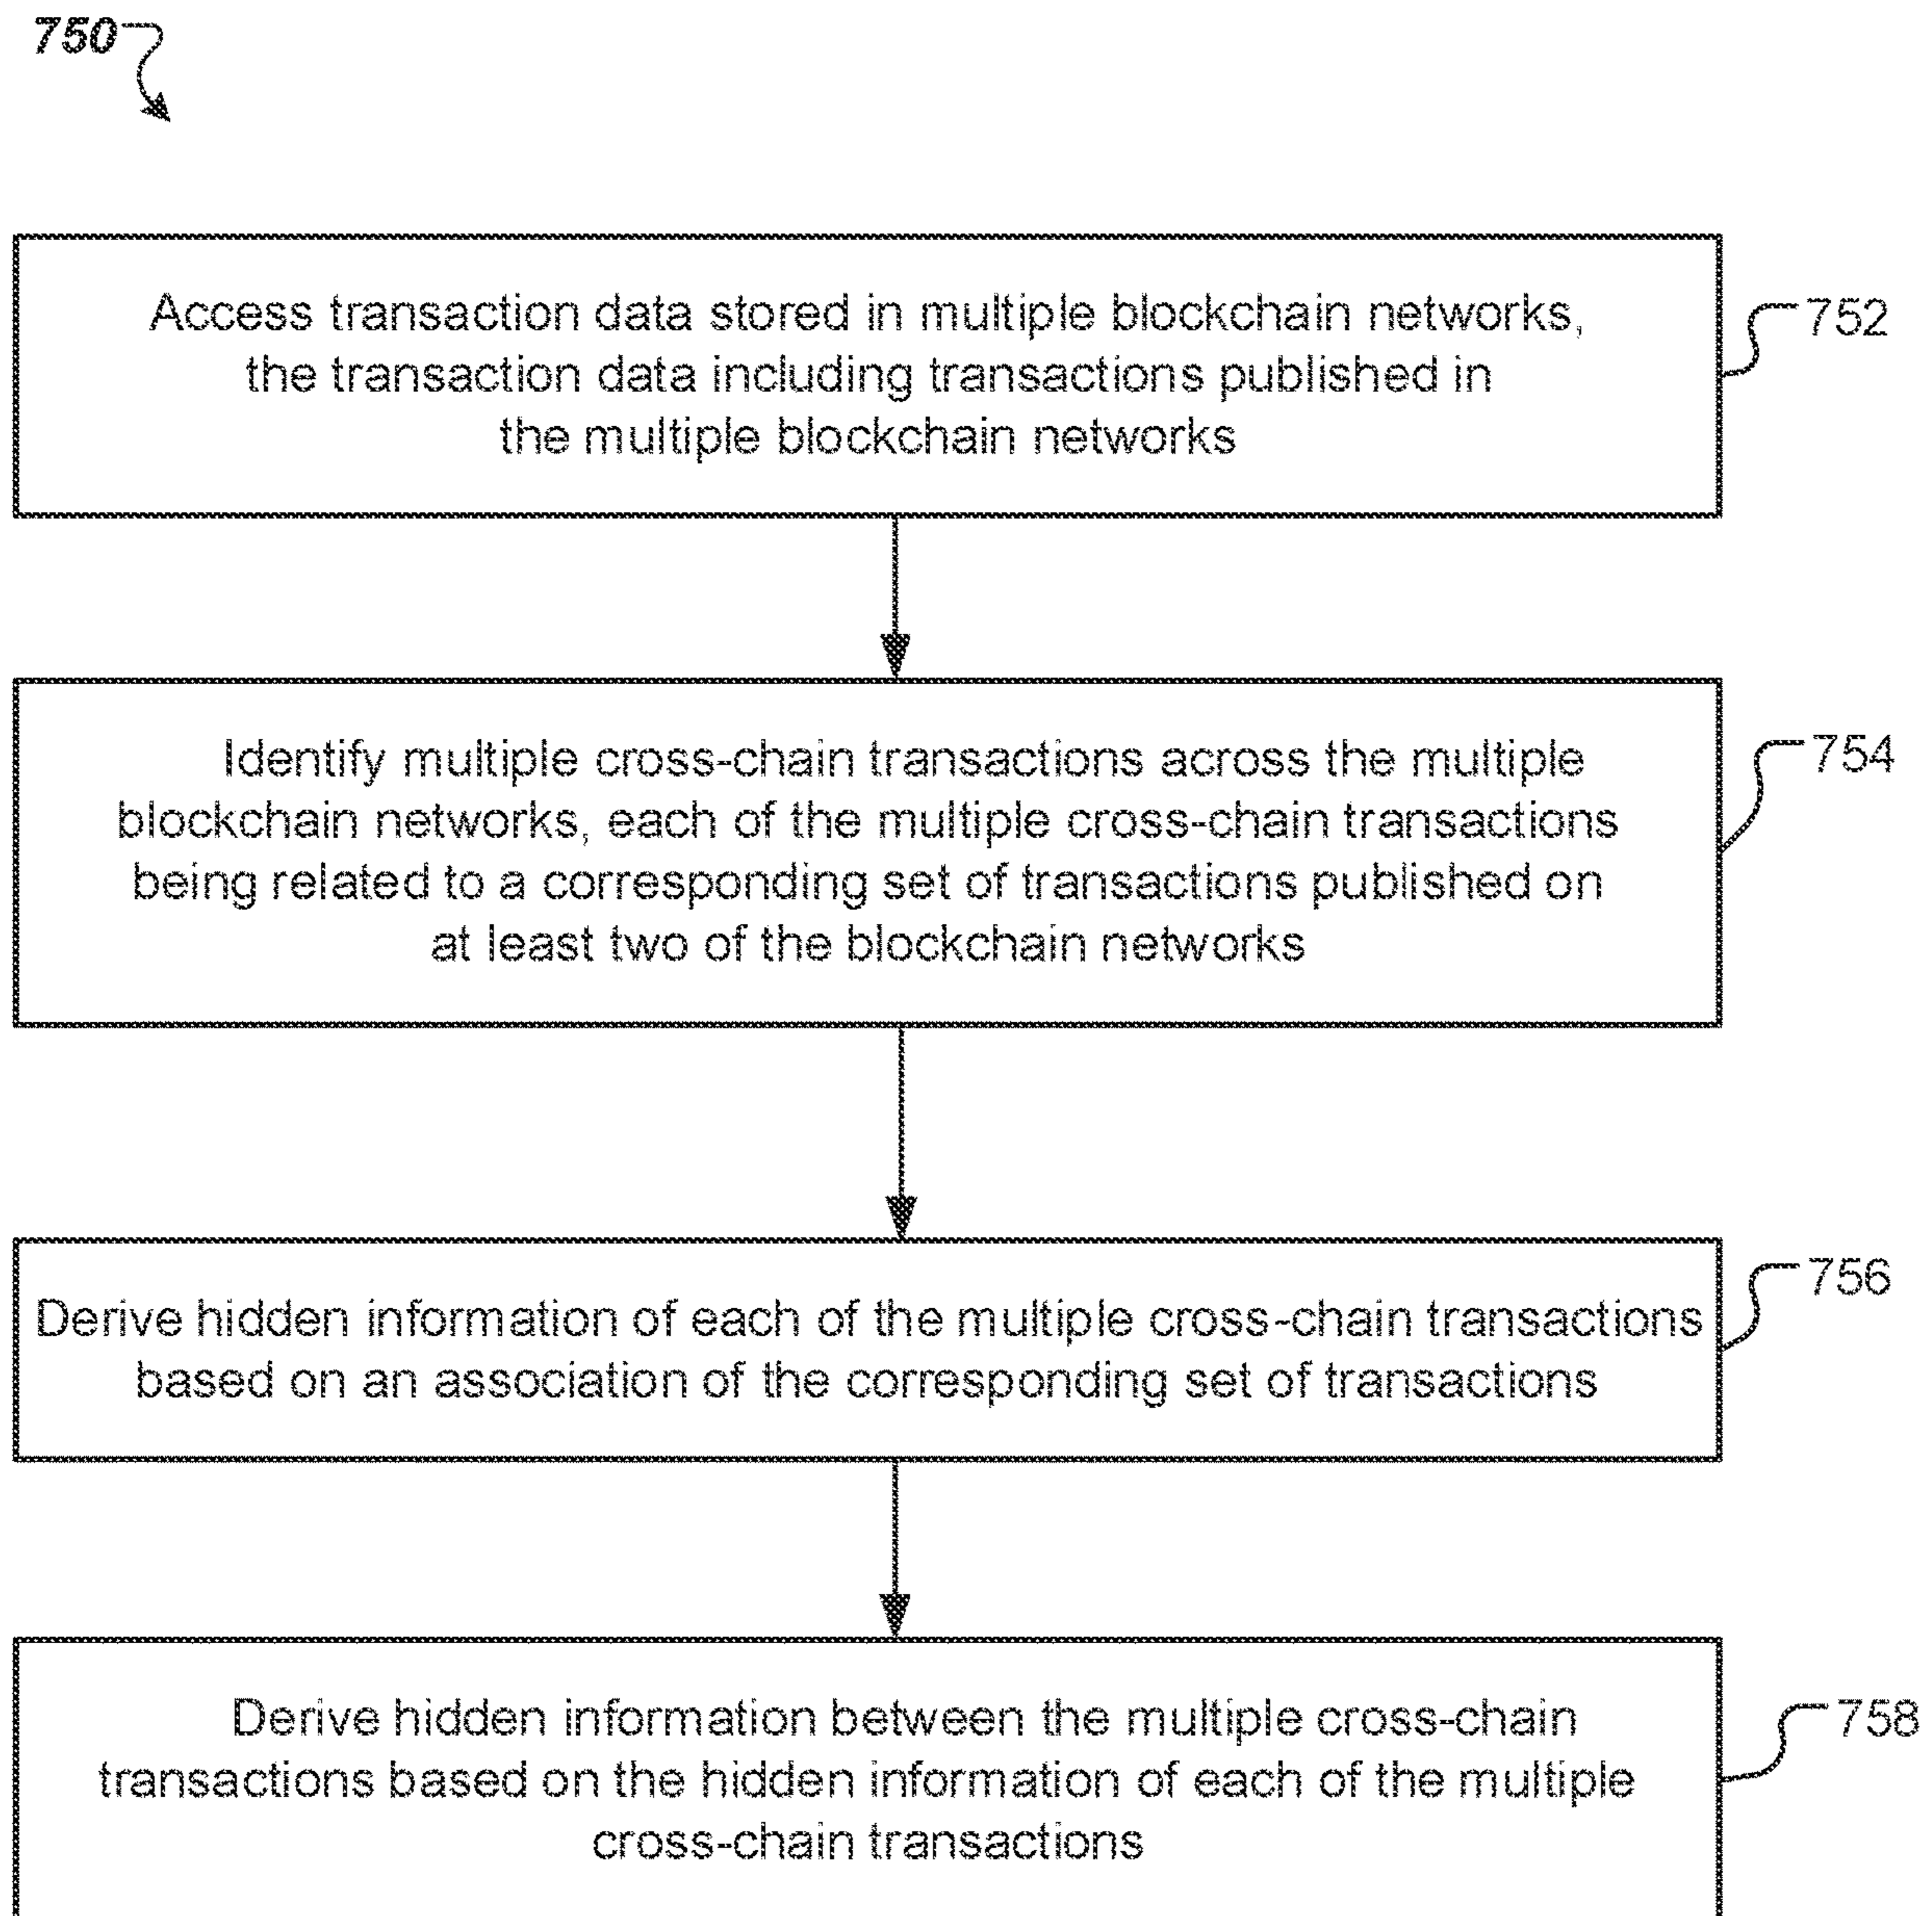 750
Access transaction data stored in multiple blockchain networks,
the transaction data including transactions published in
the multiple blockchain networks
752
Identify multiple cross-chain transactions across the multiple
blockchain networks, each of the multiple cross-chain transactions
being related to a corresponding set of transactions published on
at least two of the blockchain networks
754
Derive hidden information of each of the multiple cross-chain transactions
based on an association of the corresponding set of transactions
756
Derive hidden information between the multiple cross-chain
transactions based on the hidden information of each of the multiple
cross-chain transactions
758